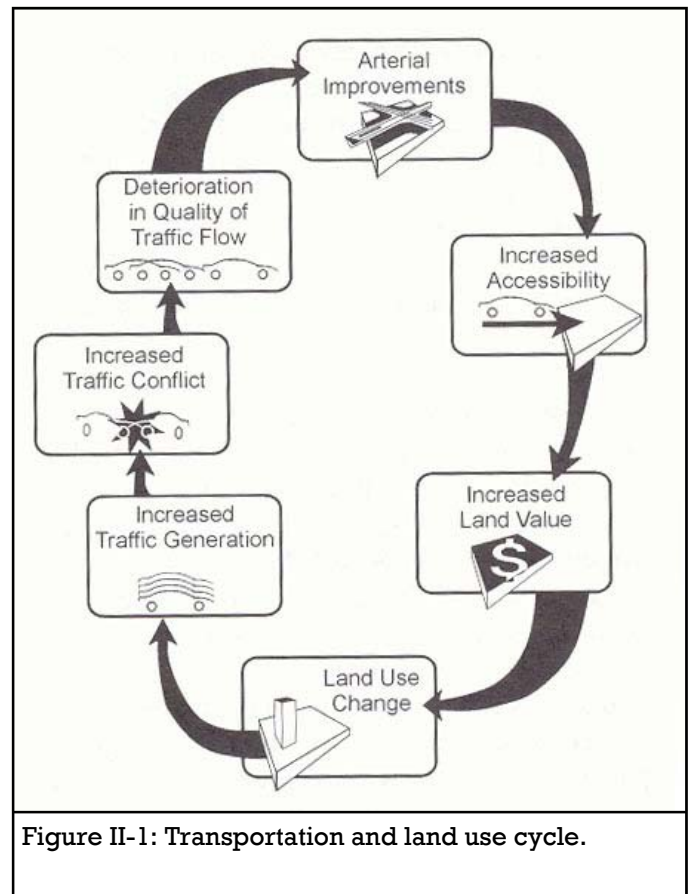 Arterial
Improvements
Increased
Accessibility
Increased
Land Value
$
Land Use
Change
Increased
Traffic Generation
Increased
Traffic Conflict
Deterioration
in Quality of
Traffic Flow
Figure II-1: Transportation and land use cycle.